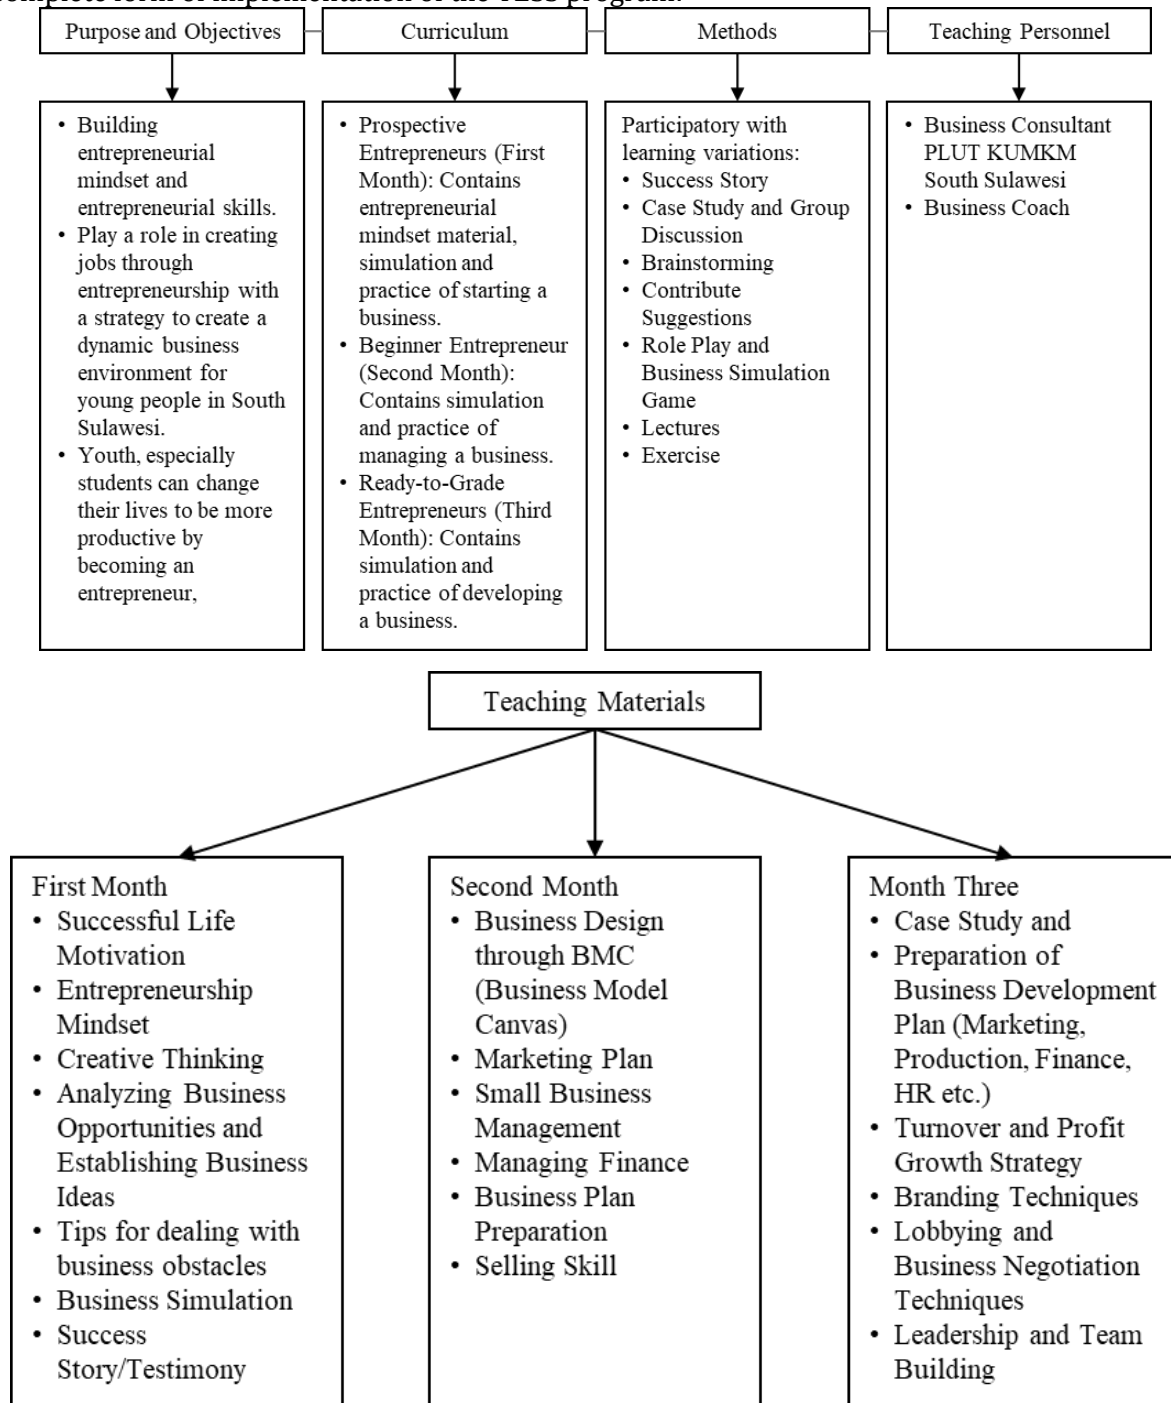 complete form of implementation of the
program.
Purpose and Objectives
Curriculum
Methods
Teaching Personnel
• Building
entrepreneurial
mindset and
entrepreneurial skills.
• Play a role in creating
jobs through
entrepreneurship with
a strategy to create a
dynamic business
environment for
young people in South
Sulawesi.
• Youth, especially
students can change
their lives to be more
productive by
becoming an
entrepreneur,
• Prospective
Entrepreneurs (First
Month): Contains
entrepreneurial
mindset material,
simulation and
practice of starting a
business.
• Beginner Entrepreneur
(Second Month):
Contains simulation
and practice of
managing a business.
• Ready-to-Grade
Entrepreneurs (Third
Month): Contains
simulation and
practice of developing
a business.
Participatory with
learning variations:
• Success Story
• Case Study and Group
Discussion
• Brainstorming
• Contribute
Suggestions
• Role Play and
Business Simulation
Game
• Lectures
• Exercise
• Business Consultant
PLUT KUMKM
South Sulawesi
• Business Coach
Teaching Materials
First Month
• Successful Life
Motivation
• Entrepreneurship
Mindset
• Creative Thinking
• Analyzing Business
Opportunities and
Establishing Business
Ideas
• Tips for dealing with
business obstacles
• Business Simulation
• Success
Story/Testimony
Second Month
• Business Design
through BMC
(Business Model
Canvas)
• Marketing Plan
• Small Business
Management
• Managing Finance
• Business Plan
Preparation
• Selling Skill
Month Three
• Case Study and
• Preparation of
Business Development
Plan (Marketing,
Production, Finance,
HR etc.)
• Turnover and Profit
Growth Strategy
• Branding Techniques
• Lobbying and
Business Negotiation
Techniques
• Leadership and Team
Building